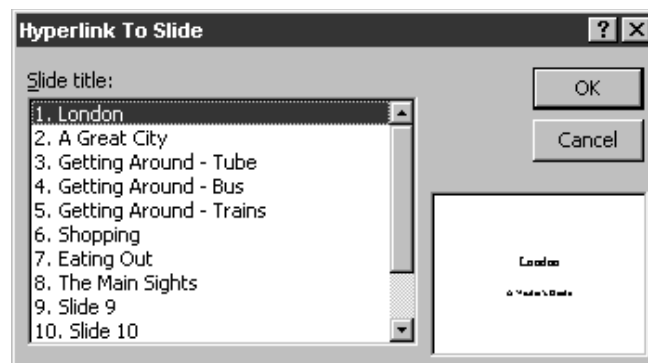 Hyperlink To Slide
Slide title:
OK
Cancel
1. London
2. A Great City
3. Getting Around - Tube
4. Getting Around - Bus
5. Getting Around - Trains
6. Shopping
7. Eating Out
8. The Main Sights
9. Slide 9
10. Slide 10
London
A Visitor's Guide